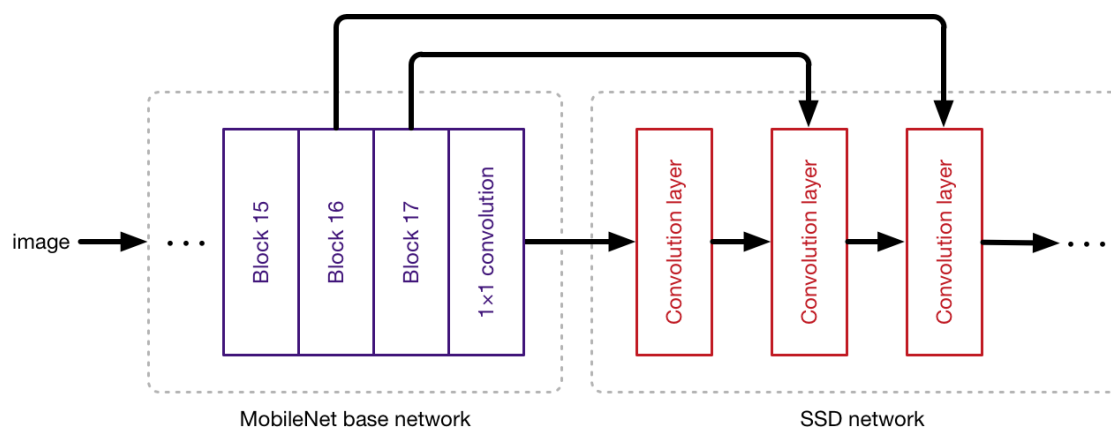 image
. . .
Block 15
Block 16
Block 17
1×1 convolution
Convolution layer
Convolution layer
Convolution layer
. . . .
MobileNet base network
SSD network